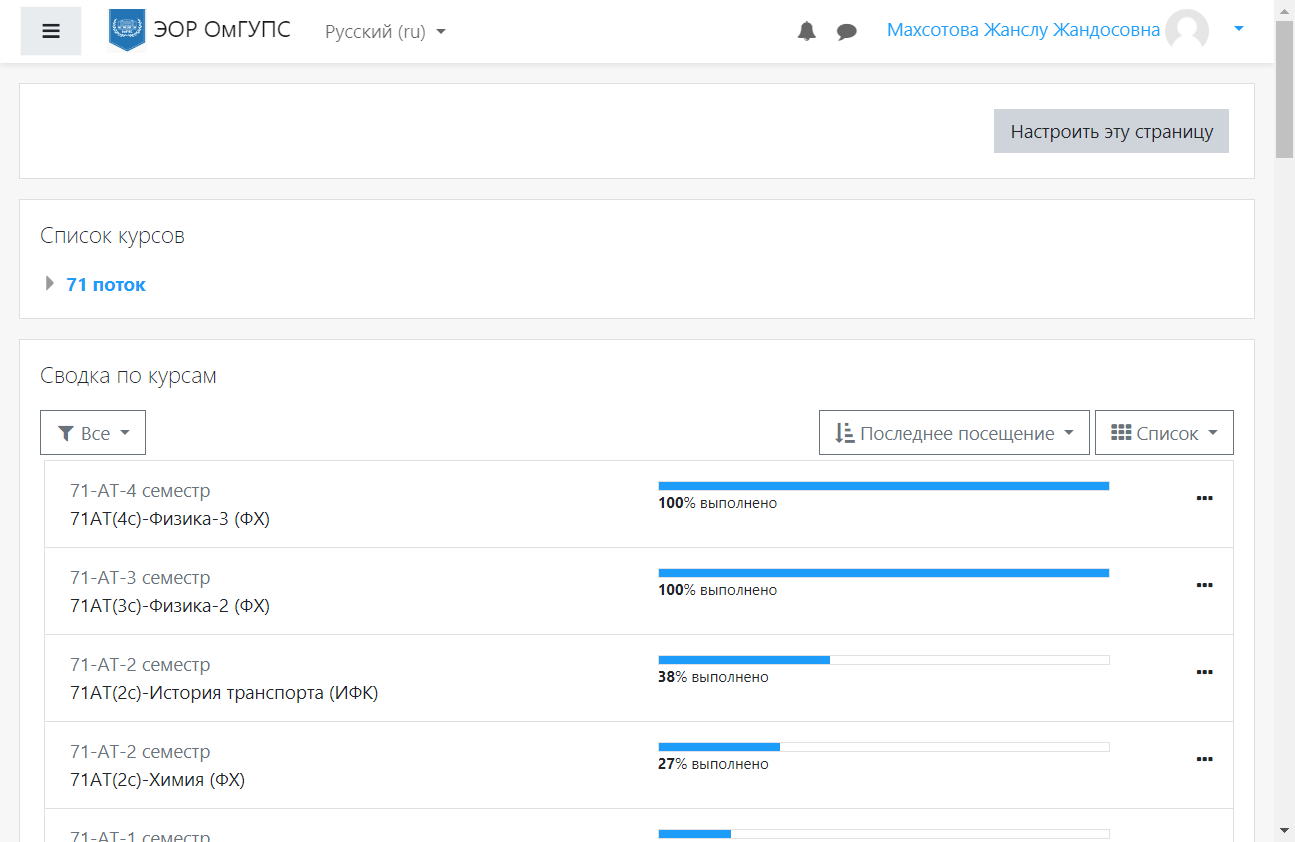 ЭОР ОмГУПС
Русский (ru)
Махсотова Жанслу Жандосовна
Настроить эту страницу
Список курсов
71 поток
Сводка по курсам
Все
Последнее посещение
Список
71-АТ-4 семестр
71АТ(4с)-Физика-3 (ФХ)
100% выполнено
71-АТ-3 семестр
71АТ(3с)-Физика-2 (ФХ)
100% выполнено
71-АТ-2 семестр
71АТ(2с)-История транспорта (ИФК)
38% выполнено
71-АТ-2 семестр
71АТ(2с)-Химия (ФХ)
27% выполнено
71-АТ-1 семестр